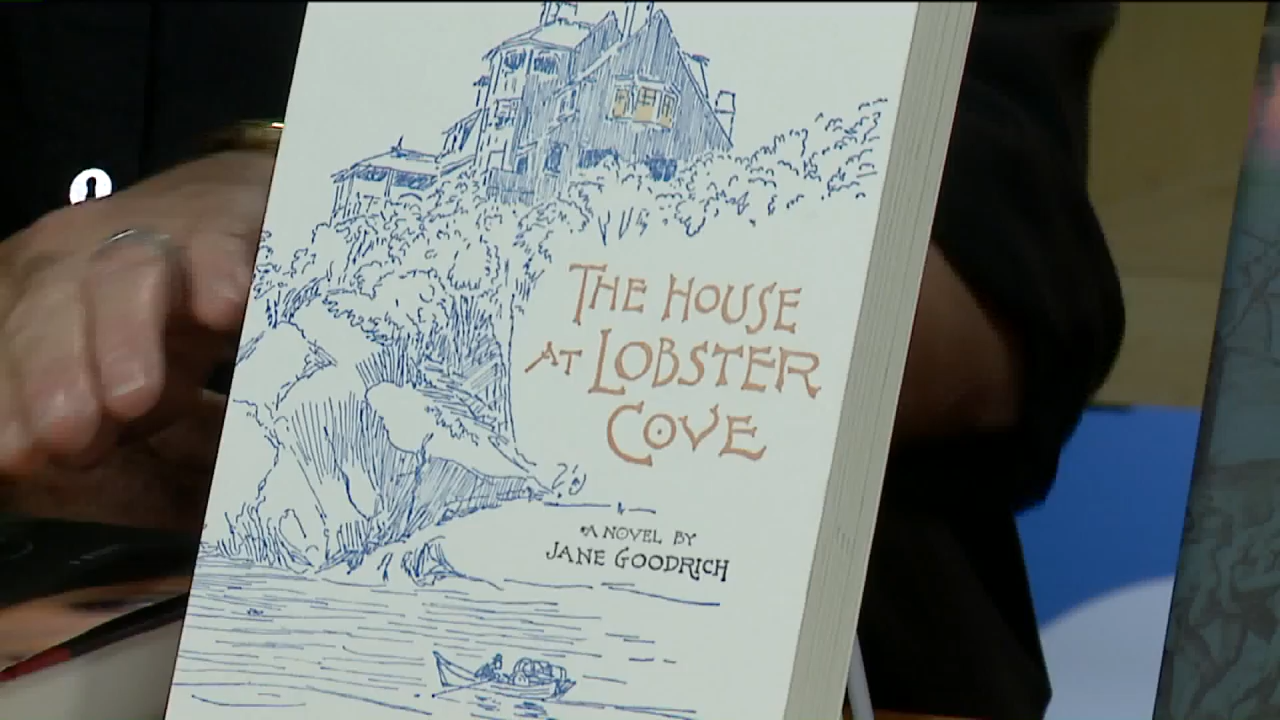 THE HOUSE
AT LOBSTER
COVE
A NOVEL BY
JANE GOODRICH